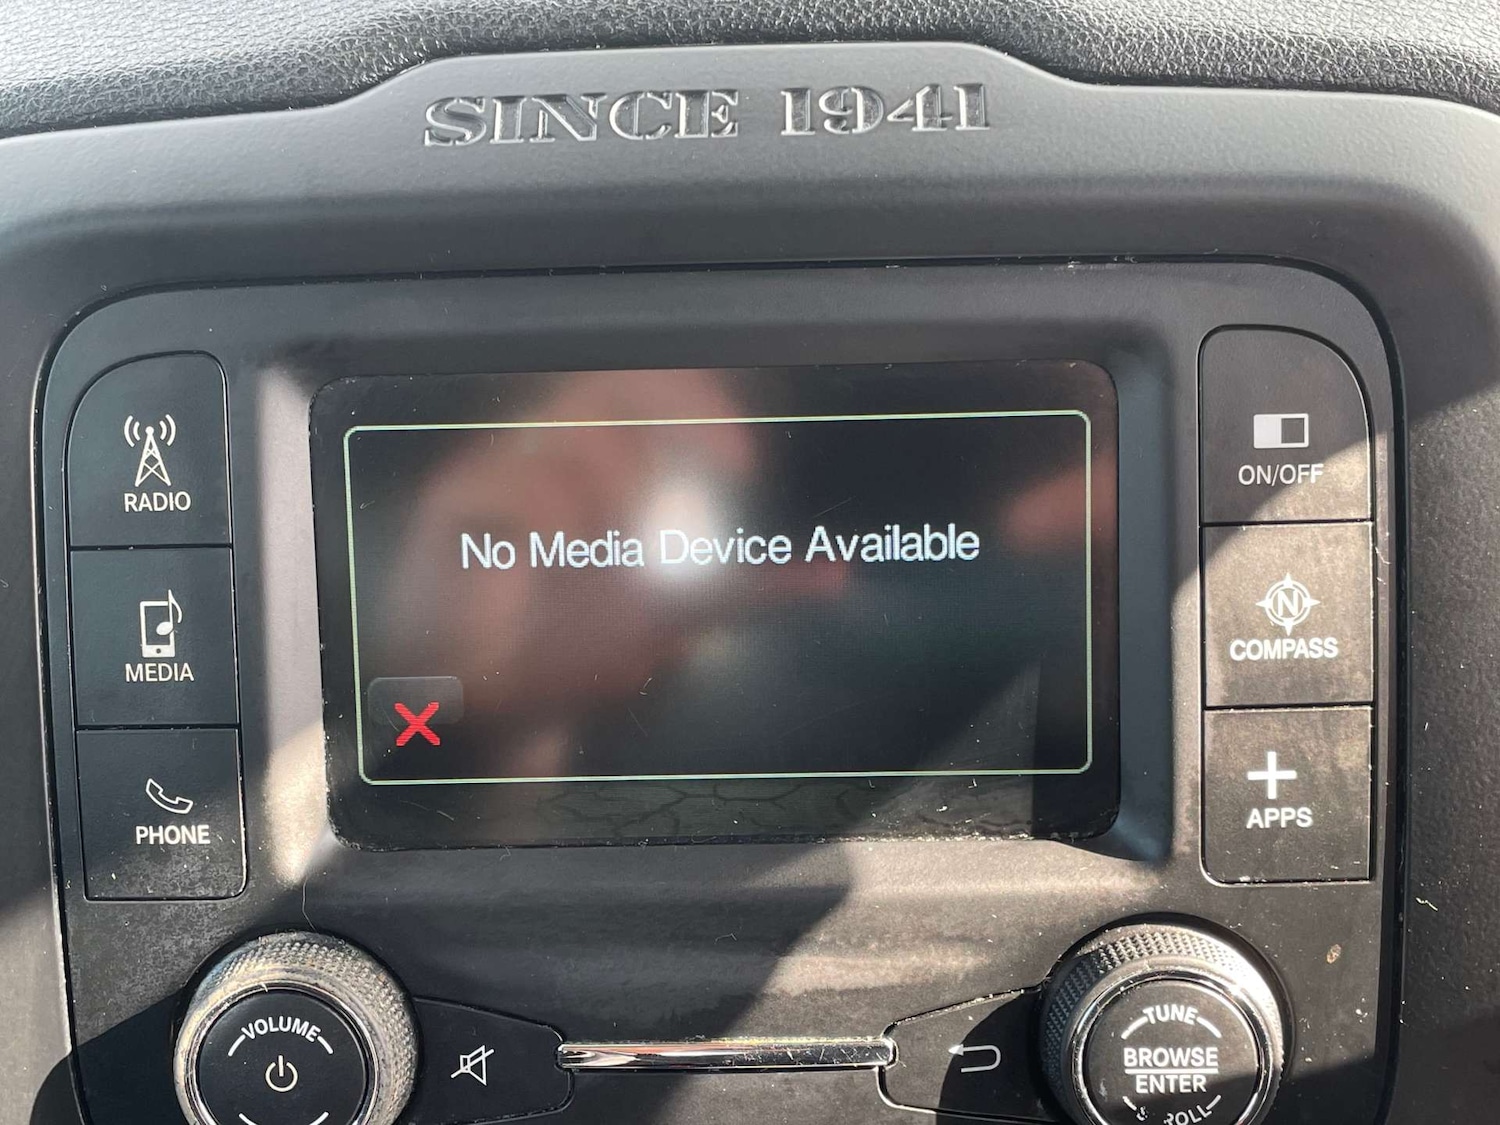 SINCE 1941
RADIO
MEDIA
PHONE
No Media Device Available
ON/OFF
N
COMPASS
APPS
VOLUME
TUNE
BROWSE
ENTER